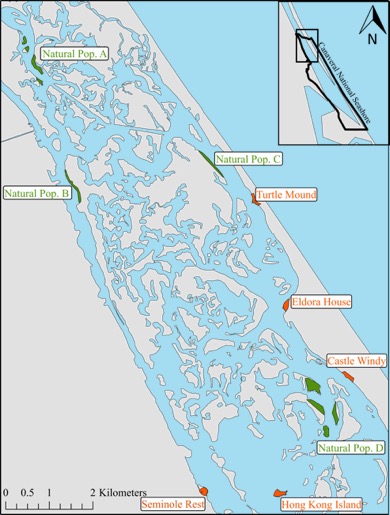 Natural Pop. A
Canaveral National
Seashore
N
Natural Pop. C
Natural Pop. B
Turtle Mound
Eldora House
Castle Windy
Natural Pop. D
Seminole Rest
Hong Kong Island
0 0.5 1 2 Kilometers